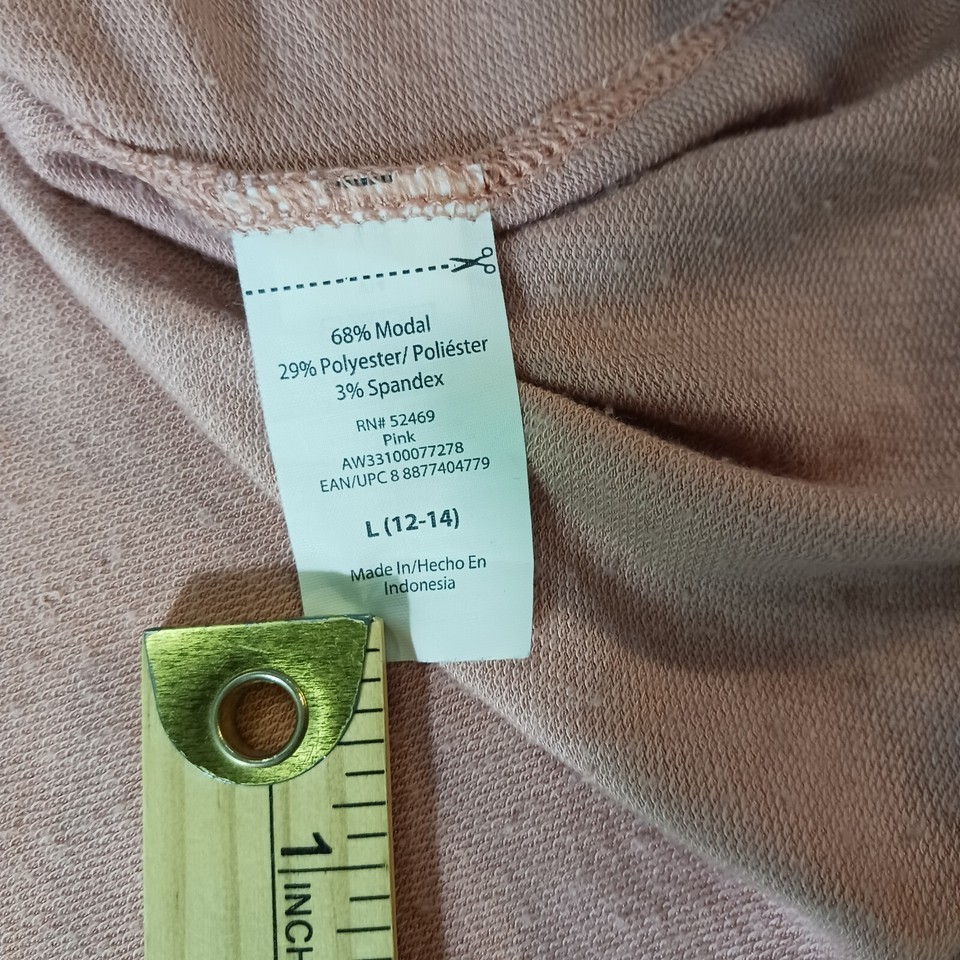 68% Modal
29% Polyester/ Poliéster
3% Spandex
RN# 52469
Pink
AW33100077278
EAN/UPC 8 8877404779
L (12-14)
Made In/Hecho En
Indonesia
1
INCH